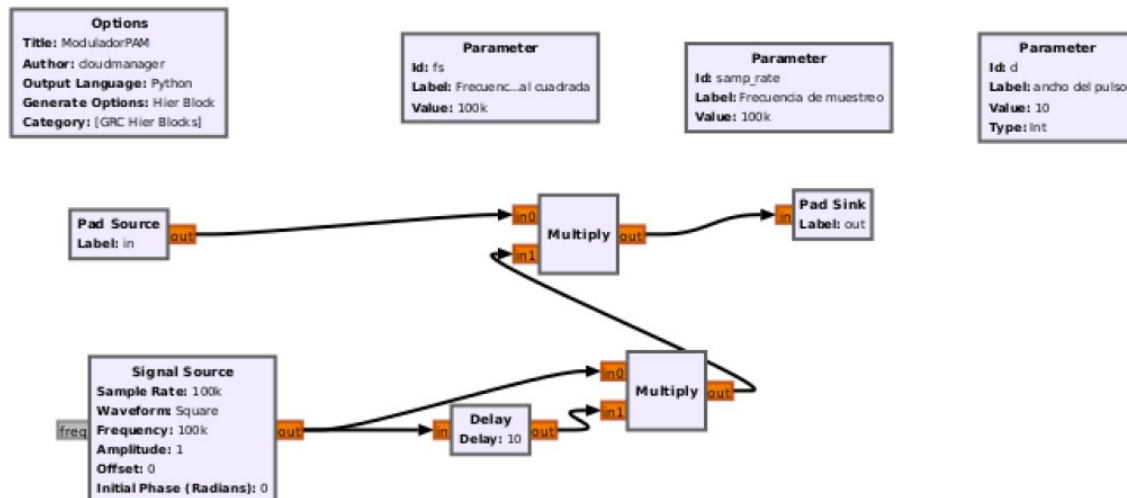 Options
Title: ModuladorPAM
Author: cloudmanager
Output Language: Python
Generate Options: Hier Block
Category: [GRC Hier Blocks]
Parameter
Id: fs
Label: Frecuenc...al cuadrada
Value: 100k
Parameter
Id: samp_rate
Label: Frecuencia de muestreo
Value: 100k
Parameter
Id: d
Label: ancho del pulso
Value: 10
Type: Int
Pad Source
Label: in
out
in0
in1
Multiply
out
in
Pad Sink
Label: out
freq
Signal Source
Sample Rate: 100k
Waveform: Square
Frequency: 100k
Amplitude: 1
Offset: 0
Initial Phase (Radians): 0
out
in
Delay
Delay: 10
out
in0
in1
Multiply
out